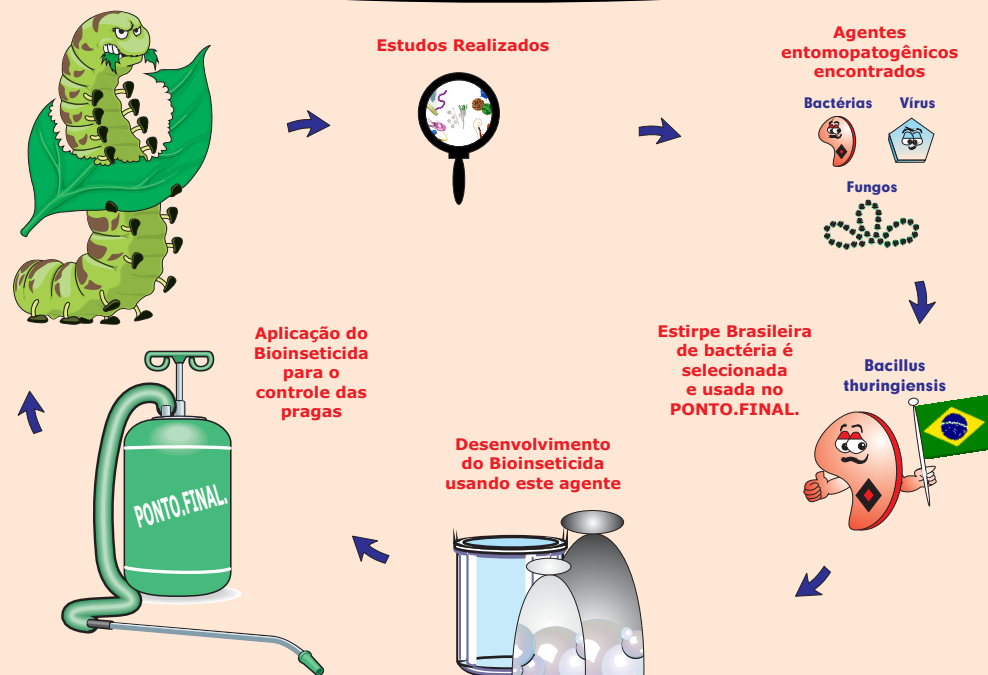 Estudos Realizados
Agentes
entomopatogênicos
encontrados
Bactérias
Vírus
Fungos
Bacillus
thuringiensis
Estirpe Brasileira
de bactéria é
selecionada
e usada no
PONTO.FINAL.
Desenvolvimento
do Bioinseticida
usando este agente
Aplicação do
Bioinseticida
para o
controle das
pragas
PONTO.FINAL.